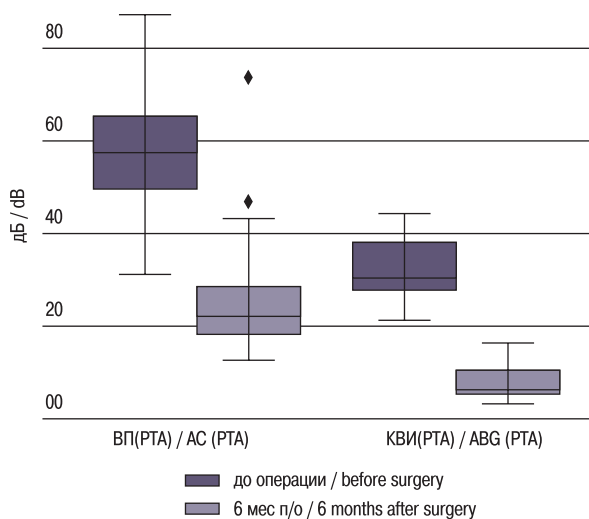 80
60
40
20
00
дБ / dB
ВП(PTA) / AC (PTA)
КВИ(PTA) / ABG (PTA)
до операции / before surgery
6 мес п/о / 6 months after surgery